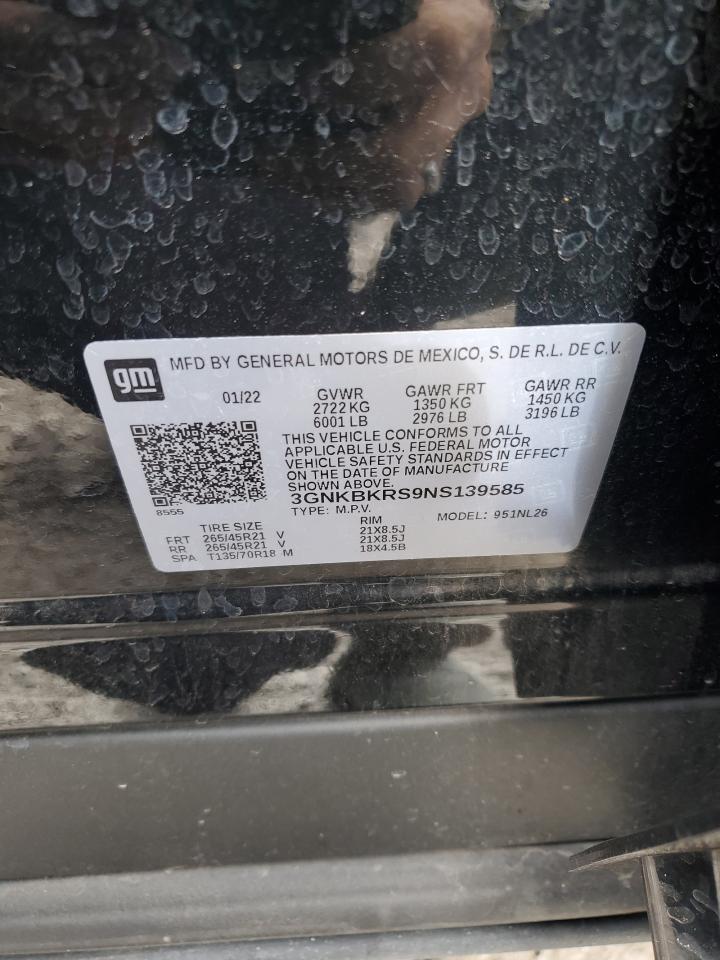 gm
MFD BY GENERAL MOTORS DE MEXICO, S. DE R.L. DE C.V.
01/22 GVWR GAWR FRT GAWR RR
2722 KG 1350 KG 1450 KG
6001 LB 2976 LB 3196 LB
THIS VEHICLE CONFORMS TO ALL
APPLICABLE U.S. FEDERAL MOTOR
VEHICLE SAFETY STANDARDS IN EFFECT
ON THE DATE OF MANUFACTURE
SHOWN ABOVE.
3GNKBKRS9NS139585
8555
TYPE: M.P.V. MODEL: 951NL26
TIRE SIZE RIM
FRT 265/45R21 V 21X8.5J
RR 265/45R21 V 21X8.5J
SPA T135/70R18 M 18X4.5B